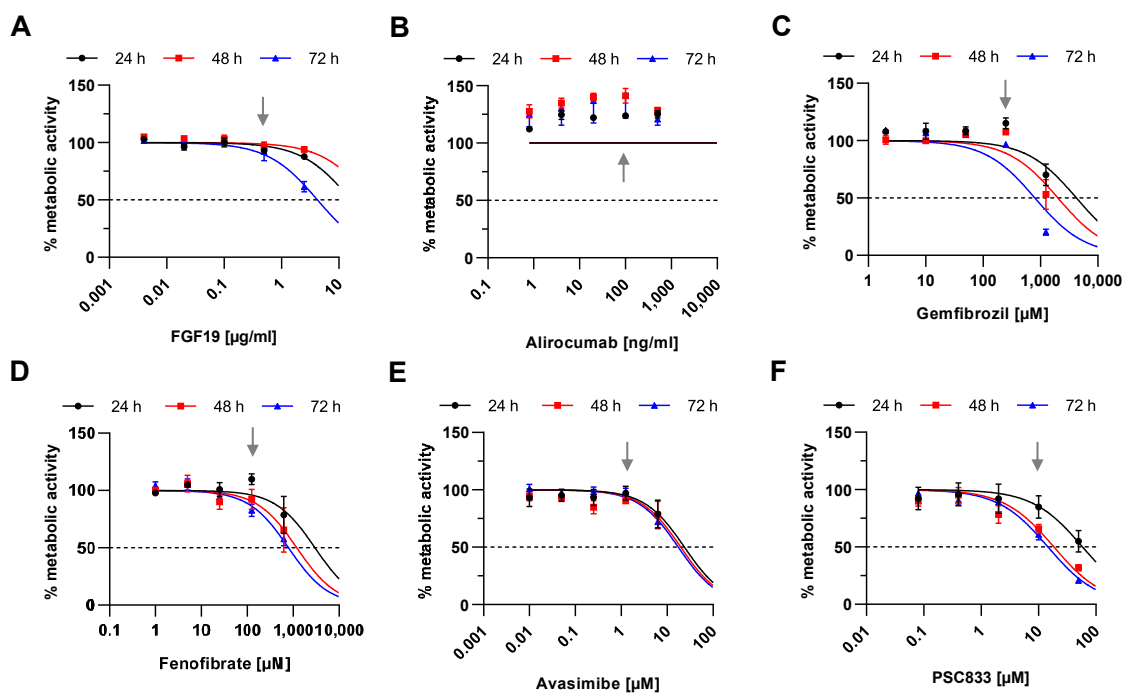 A
24 h 48 h 72 h
% metabolic activity
150
100
50
0
0.001 0.01 0.1 1 10
FGF19 [µg/ml]
B
24 h 48 h 72 h
% metabolic activity
150
100
50
0
0.1 1 10 100 1,000 10,000
Alirocumab [ng/ml]
C
24 h 48 h 72 h
% metabolic activity
150
100
50
0
1 10 100 1,000 10,000
Gemfibrozil [µM]
D
24 h 48 h 72 h
% metabolic activity
150
100
50
0
0.1 1 10 100 1,000 10,000
Fenofibrate [µM]
E
24 h 48 h 72 h
% metabolic activity
150
100
50
0
0.001 0.01 0.1 1 10 100
Avasimibe [µM]
F
24 h 48 h 72 h
% metabolic activity
150
100
50
0
0.01 0.1 1 10 100
PSC833 [µM]